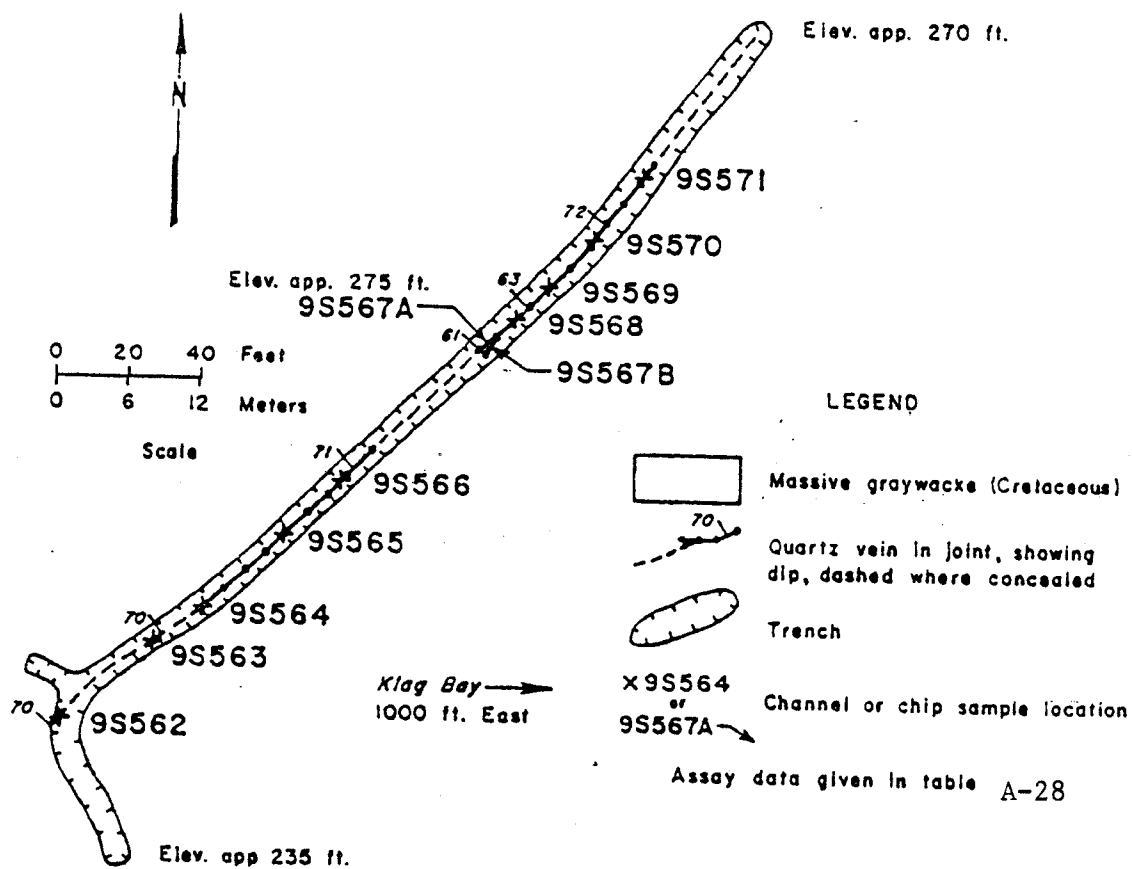 Elev. app. 270 ft.
N
9S571
72
9S570
Elev. app. 275 ft.
63
9S569
9S567A
9S568
61
0 20 40 Feet
9S567B
0 6 12 Meters
LEGEND
Scale
71
9S566
Massive graywacke (Cretaceous)
70
9S565
Quartz vein in joint, showing
dip, dashed where concealed
9S564
70
Trench
9S563
Klag Bay
1000 ft. East
x 9S564
or
9S567A
Channel or chip sample location
70
9S562
Assay data given in table A-28
Elev. app 235 ft.